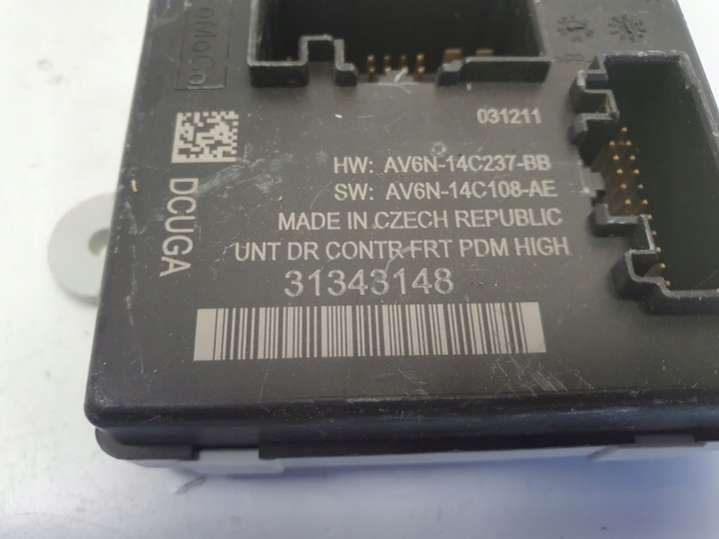 oMoCo
031211
HW: AV6N-14C237-BB
SW: AV6N-14C108-AE
MADE IN CZECH REPUBLIC
UNT DR CONTR FRT PDM HIGH
31343148
DCUGA